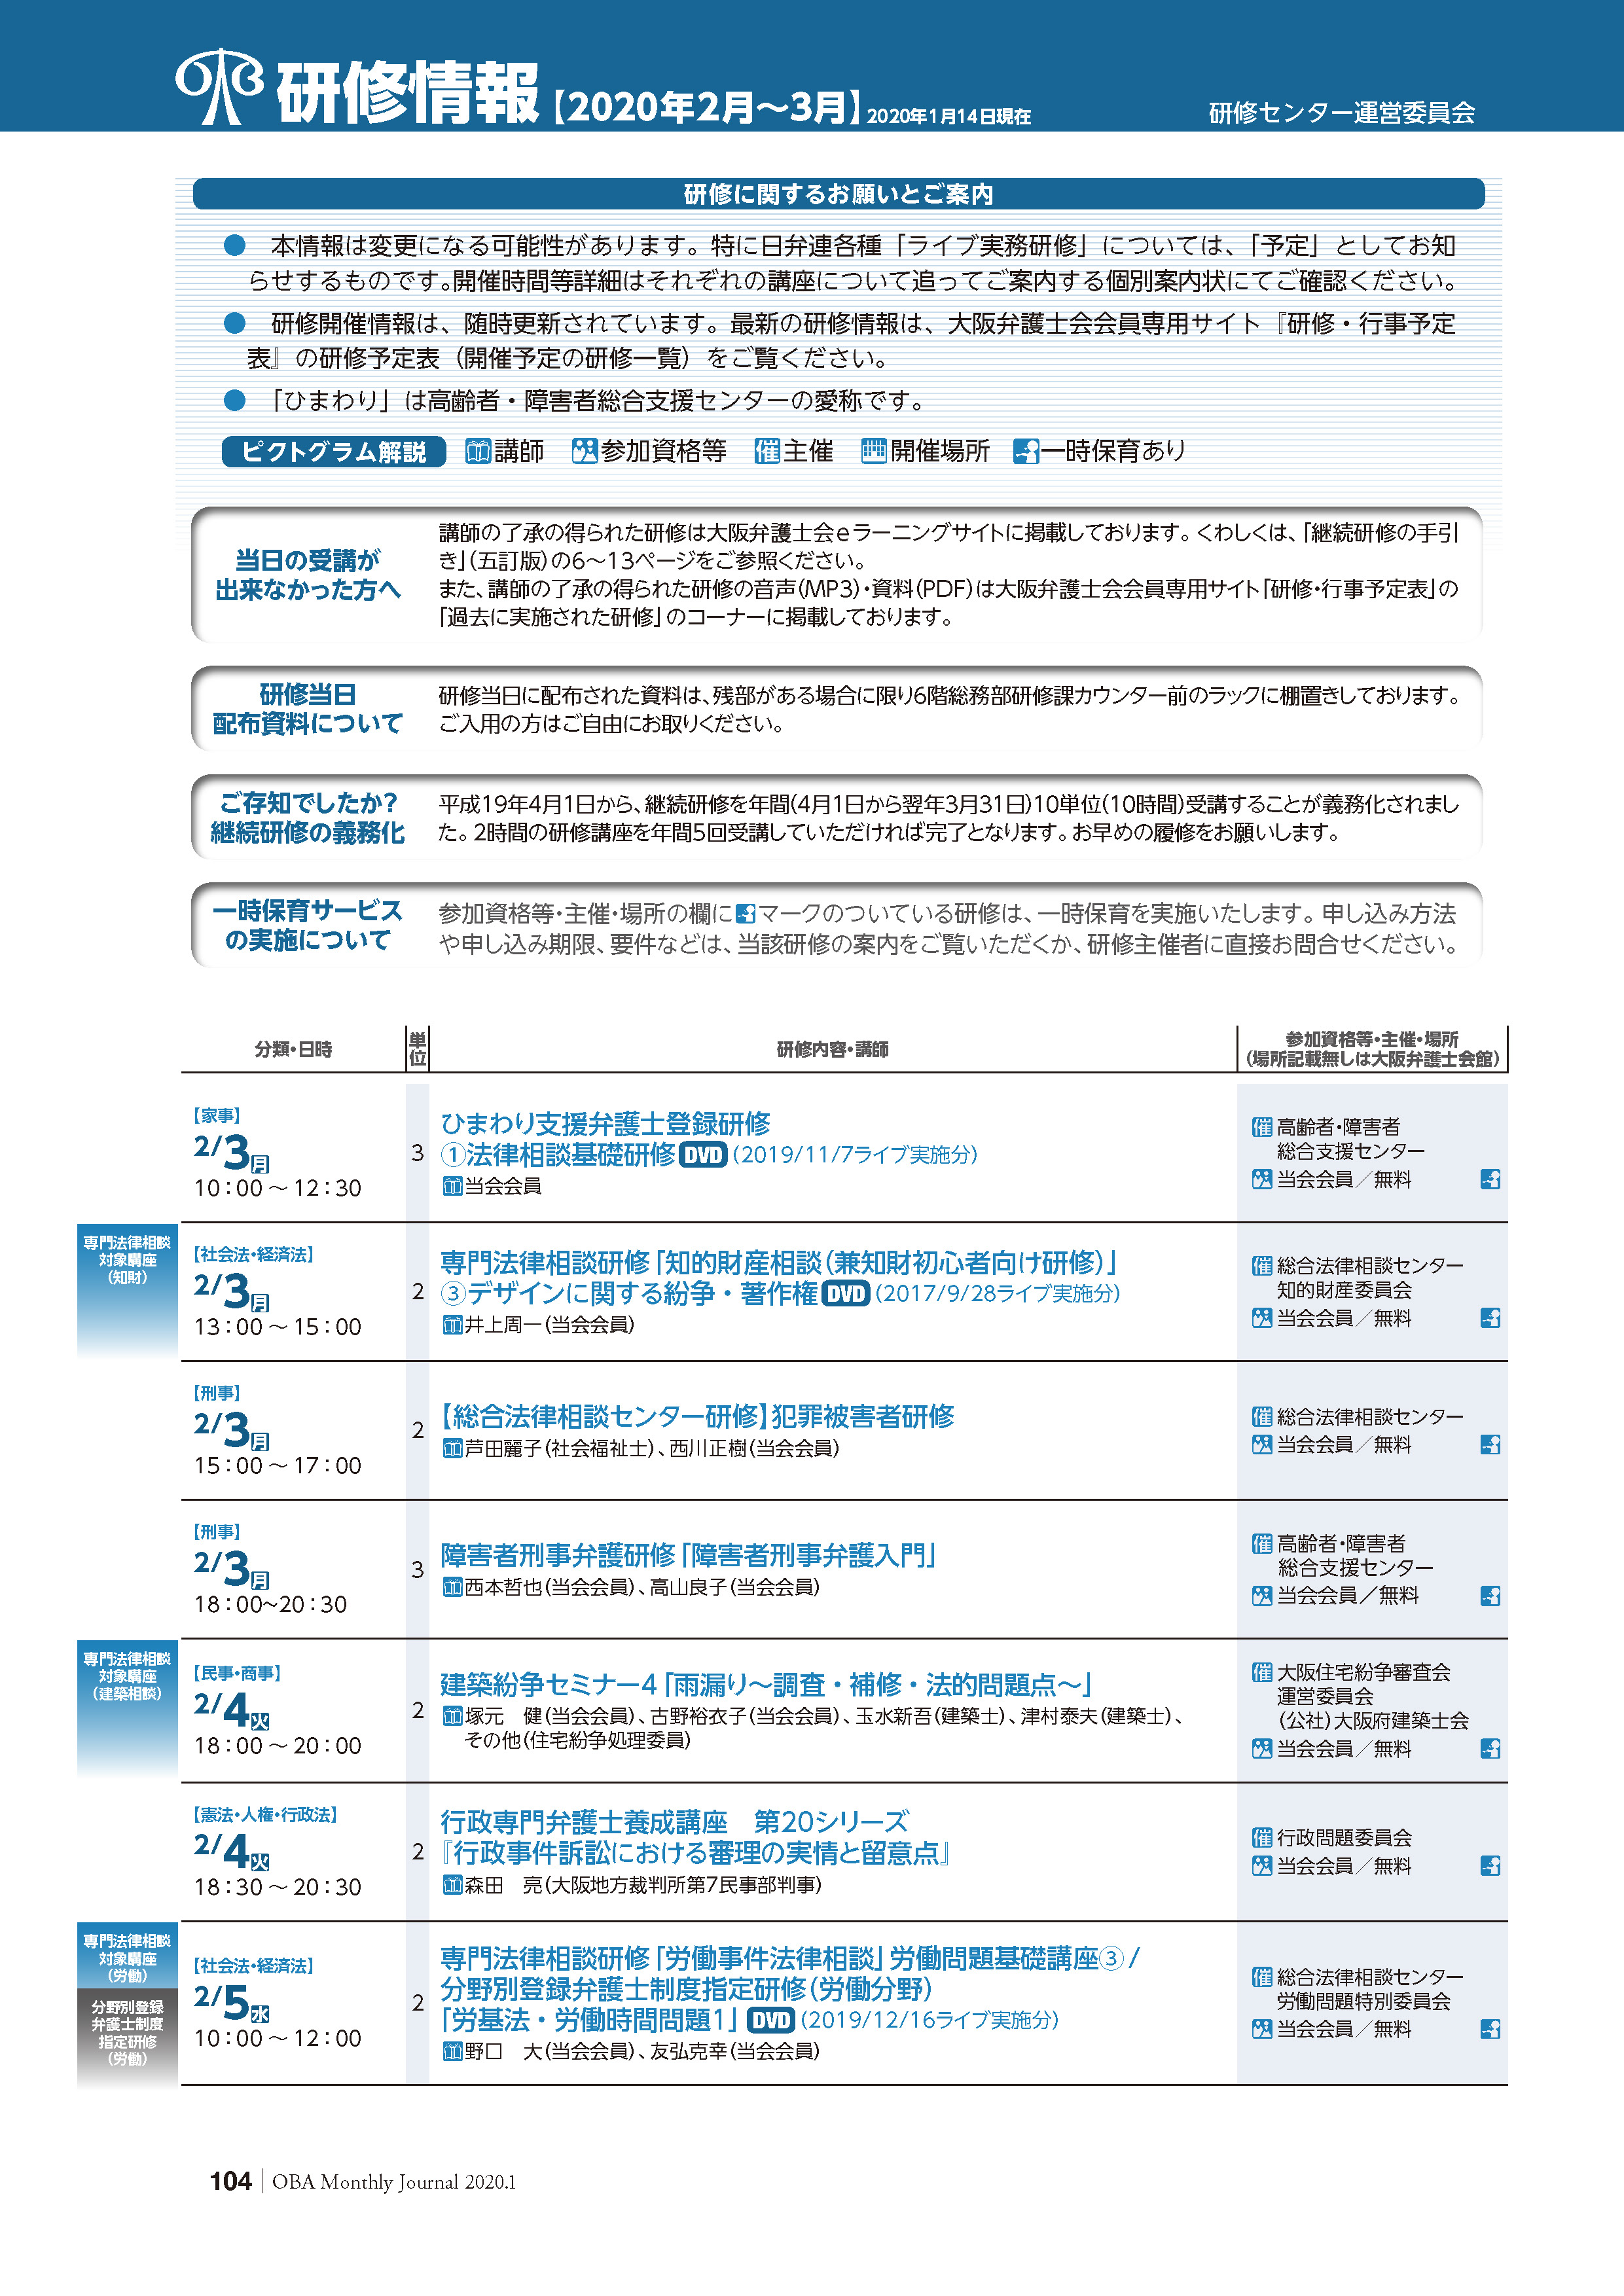 OBA 研修情報【2020年2月～3月】2020年1月14日現在
研修センター運営委員会
研修に関するお願いとご案内
● 本情報は変更になる可能性があります。特に日弁連各種「ライブ実務研修」については、「予定」としてお知
らせするものです。開催時間等詳細はそれぞれの講座について追ってご案内する個別案内状にてご確認ください。
● 研修開催情報は、随時更新されています。最新の研修情報は、大阪弁護士会会員専用サイト『研修・行事予定
表』の研修予定表（開催予定の研修一覧）をご覧ください。
● 「ひまわり」は高齢者・障害者総合支援センターの愛称です。
ピクトグラム解説 講師 参加資格等 催主催 開催場所 一時保育あり
当日の受講が
出来なかった方へ
講師の了承の得られた研修は大阪弁護士会eラーニングサイトに掲載しております。くわしくは、「継続研修の手引
き」（五訂版）の6～13ページをご参照ください。
また、講師の了承の得られた研修の音声（MP3）・資料（PDF）は大阪弁護士会会員専用サイト「研修・行事予定表」の
「過去に実施された研修」のコーナーに掲載しております。
研修当日
配布資料について
研修当日に配布された資料は、残部がある場合に限り6階総務部研修課カウンター前のラックに棚置きしております。
ご入用の方はご自由にお取りください。
ご存知でしたか？
継続研修の義務化
平成19年4月1日から、継続研修を年間(4月1日から翌年3月31日)10単位(10時間)受講することが義務化されまし
た。2時間の研修講座を年間5回受講していただければ完了となります。お早めの履修をお願いします。
一時保育サービス
の実施について
参加資格等・主催・場所の欄にマークのついている研修は、一時保育を実施いたします。申し込み方法
や申し込み期限、要件などは、当該研修の案内をご覧いただくか、研修主催者に直接お問合せください。
分類・日時
単位
研修内容・講師
参加資格等・主催・場所
（場所記載無しは大阪弁護士会館）
【家事】
2/3月
10：00 ～ 12：30
3
ひまわり支援弁護士登録研修
①法律相談基礎研修 DVD（2019/11/7ライブ実施分）
当会会員
催高齢者・障害者
総合支援センター
当会会員／無料
専門法律相談
対象講座
（知財）
【社会法・経済法】
2/3月
13：00 ～ 15：00
2
専門法律相談研修「知的財産相談（兼知財初心者向け研修）」
③デザインに関する紛争・著作権 DVD（2017/9/28ライブ実施分）
井上周一（当会会員）
催総合法律相談センター
知的財産委員会
当会会員／無料
【刑事】
2/3月
15：00 ～ 17：00
2
【総合法律相談センター研修】犯罪被害者研修
芦田麗子（社会福祉士）、西川正樹（当会会員）
催総合法律相談センター
当会会員／無料
【刑事】
2/3月
18：00~20：30
3
障害者刑事弁護研修「障害者刑事弁護入門」
西本哲也（当会会員）、高山良子（当会会員）
催高齢者・障害者
総合支援センター
当会会員／無料
専門法律相談
対象講座
（建築相談）
【民事・商事】
2/4火
18：00 ～ 20：00
2
建築紛争セミナー4「雨漏り～調査・補修・法的問題点～」
塚元 健（当会会員）、古野裕衣子（当会会員）、玉水新吾（建築士）、津村泰夫（建築士）、
その他（住宅紛争処理委員）
催大阪住宅紛争審査会
運営委員会
（公社）大阪府建築士会
当会会員／無料
【憲法・人権・行政法】
2/4火
18：30 ～ 20：30
2
行政専門弁護士養成講座 第20シリーズ
『行政事件訴訟における審理の実情と留意点』
森田 亮（大阪地方裁判所第7民事部判事）
催行政問題委員会
当会会員／無料
専門法律相談
対象講座
（労働）
分野別登録
弁護士制度
指定研修
（労働）
【社会法・経済法】
2/5水
10：00 ～ 12：00
2
専門法律相談研修「労働事件法律相談」労働問題基礎講座③/
分野別登録弁護士制度指定研修（労働分野）
「労基法・労働時間問題1」 DVD（2019/12/16ライブ実施分）
野口 大（当会会員）、友弘克幸（当会会員）
催総合法律相談センター
労働問題特別委員会
当会会員／無料
104 OBA Monthly Journal 2020.1